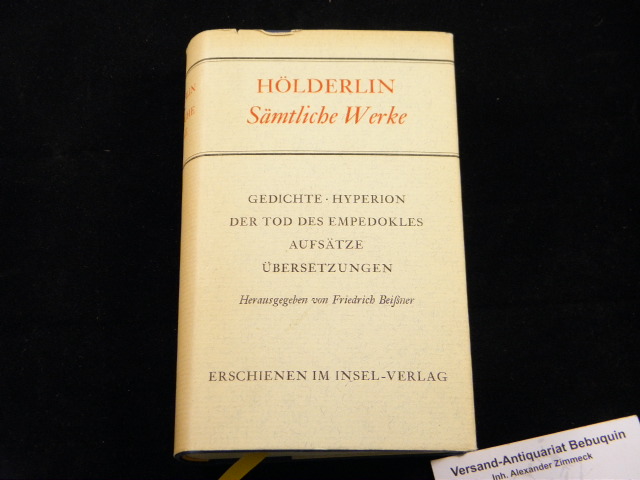 HÖLDERLIN
Sämtliche Werke
GEDICHTE · HYPERION
DER TOD DES EMPEDOKLES
AUFSÄTZE
ÜBERSETZUNGEN
Herausgegeben von Friedrich Beißner
ERSCHIENEN IM INSEL-VERLAG
Versand-Antiquariat Bebuquin
Inh. Alexander Zimmeck